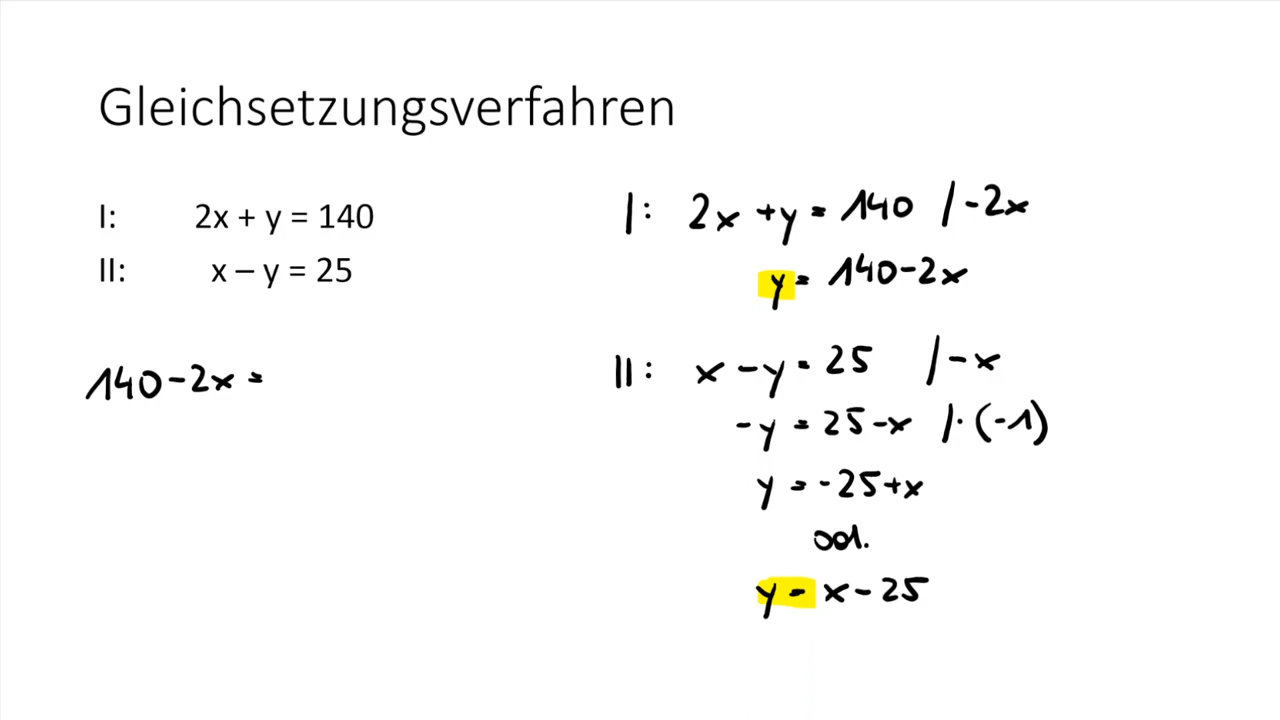 Gleichsetzungsverfahren
I: 2x + y = 140
II: x – y = 25
140-2x =
I: 2x +y = 140 /-2x
y = 140-2x
II: x -y = 25 /-x
-y = 25-x /·(-1)
y = -25+x
od.
y = x-25